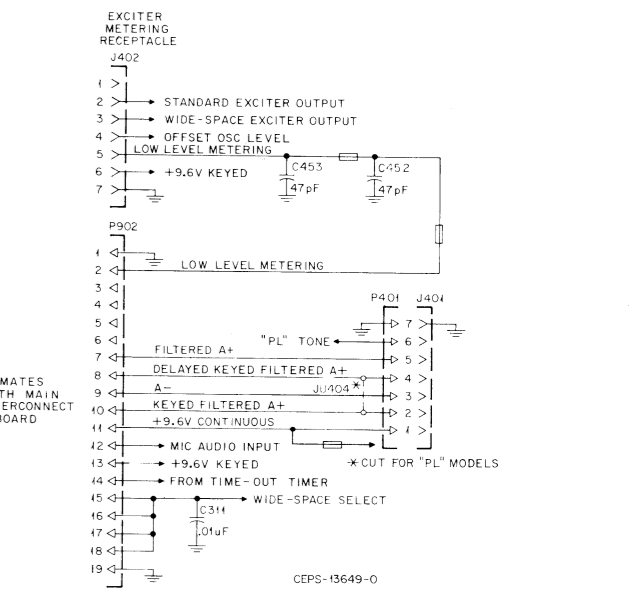 EXCITER
METERING
RECEPTACLE
J402
1
2 STANDARD EXCITER OUTPUT
3 WIDE-SPACE EXCITER OUTPUT
4 OFFSET OSC LEVEL
5 LOW LEVEL METERING
6 +9.6V KEYED
7
C453
47pF
C452
47pF
P902
1
2 LOW LEVEL METERING
3
4
5
6
7 FILTERED A+
8 DELAYED KEYED FILTERED A+
9 A-
10 KEYED FILTERED A+
11 +9.6V CONTINUOUS
12 MIC AUDIO INPUT
13 +9.6V KEYED
14 FROM TIME-OUT TIMER
15 WIDE-SPACE SELECT
16
17
18
19
C311
.01uF
MATES
TH MAIN
ERCONNECT
BOARD
P401 J401
7
"PL" TONE 6
5
4
JU404* 3
2
1
*CUT FOR "PL" MODELS
CEPS-13649-O